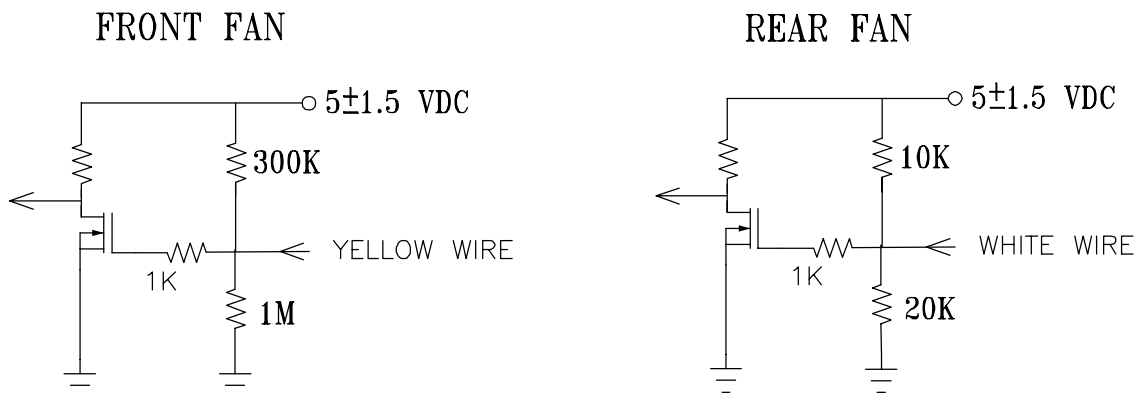 FRONT FAN
5±1.5 VDC
300K
YELLOW WIRE
1K
1M
REAR FAN
5±1.5 VDC
10K
WHITE WIRE
1K
20K